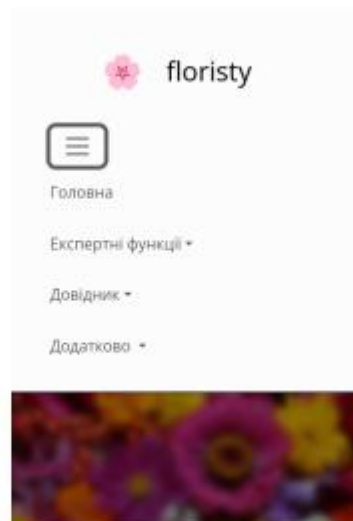 floristy
Головна
Експертні функції
Довідник
Додатково